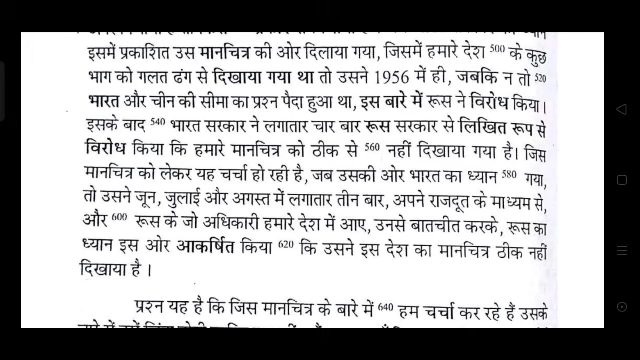 इसमें प्रकाशित उस मानचित्र की ओर दिलाया गया, जिसमें हमारे देश 500 के कुछ
भाग को गलत ढंग से दिखाया गया था तो उसने 1956 में ही, जबकि न तो 520
भारत और चीन की सीमा का प्रश्न पैदा हुआ था, इस बारे में रूस ने विरोध किया।
इसके बाद 540 भारत सरकार ने लगातार चार बार रूस सरकार से लिखित रूप से
विरोध किया कि हमारे मानचित्र को ठीक से 560 नहीं दिखाया गया है। जिस
मानचित्र को लेकर यह चर्चा हो रही है, जब उसकी ओर भारत का ध्यान 580 गया,
तो उसने जून, जुलाई और अगस्त में लगातार तीन बार, अपने राजदूत के माध्यम से,
और 600 रूस के जो अधिकारी हमारे देश में आए, उनसे बातचीत करके, रूस का
ध्यान इस ओर आकर्षित किया 620 कि उसने इस देश का मानचित्र ठीक नहीं
दिखाया है ।
प्रश्न यह है कि जिस मानचित्र के बारे में 640 हम चर्चा कर रहे हैं उसके